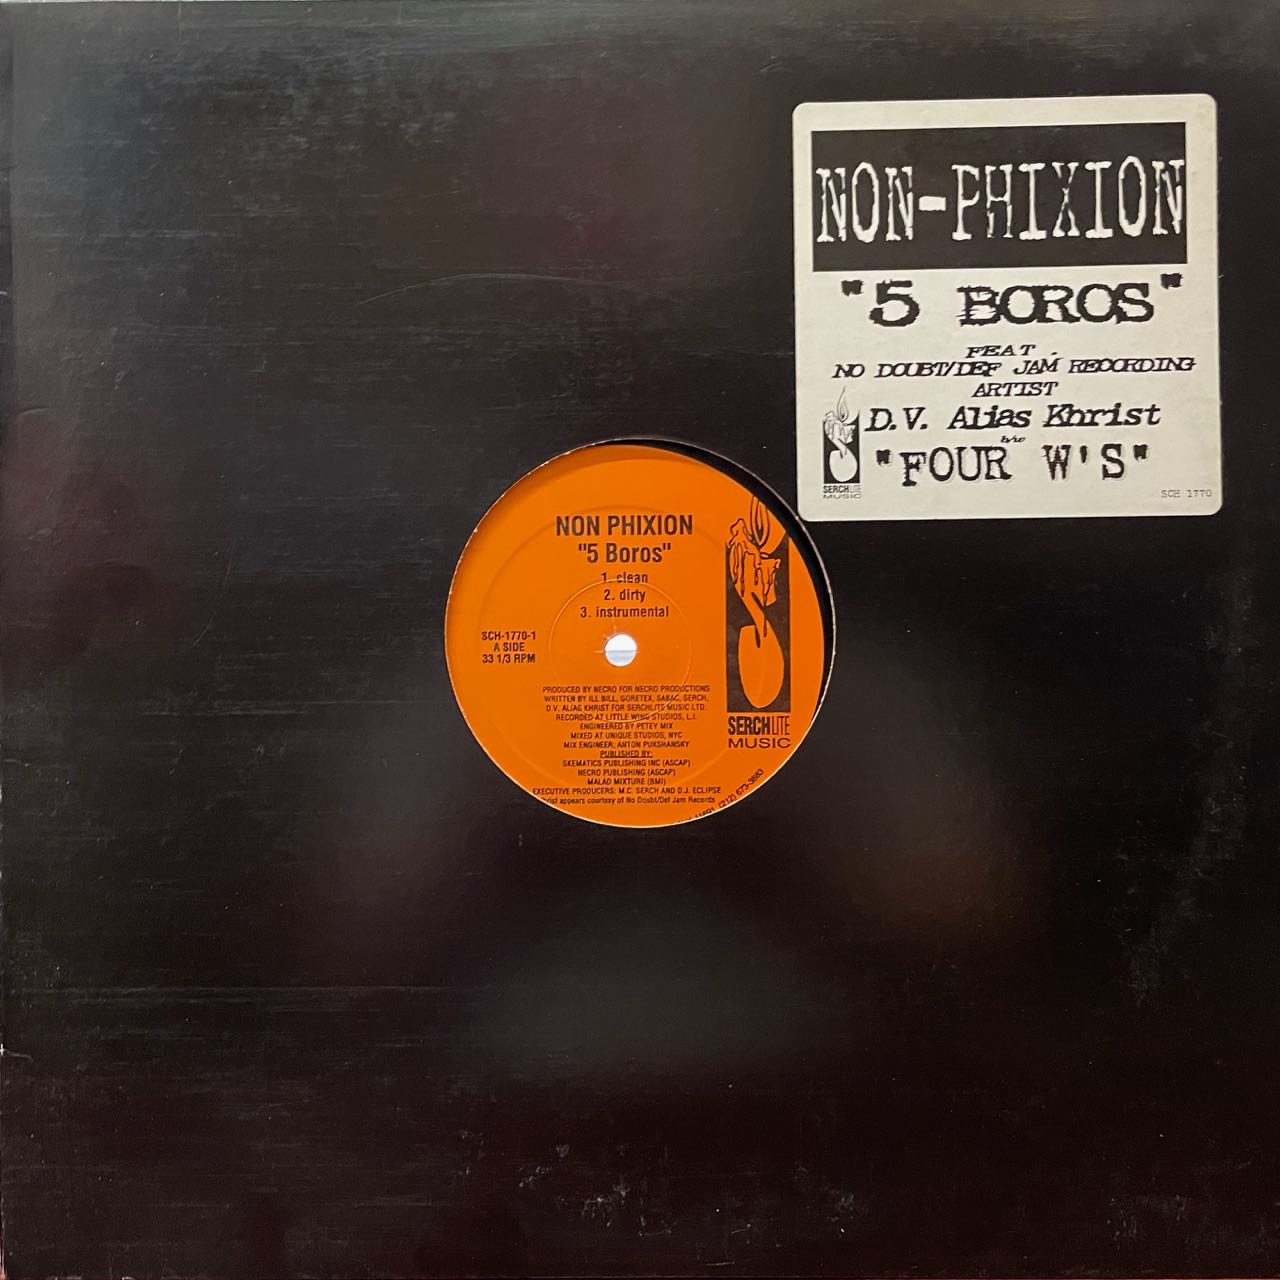 NON-PHIXION
"5 BOROS"
FEAT.
NO DOUBT/DEF JAM RECORDING
ARTIST
D.V. Alias Khrist
b/w
"FOUR W'S"
SERCHLITE
MUSIC
SCH 1770
NON PHIXION
"5 Boros"
1. clean
2. dirty
3. instrumental
SCH-1770-1
A SIDE
33 1/3 RPM
PRODUCED BY NECRO FOR NECRO PRODUCTIONS
WRITTEN BY ILL BILL, GORETEX, SABAC, SERCH,
D.V. ALIAS KHRIST FOR SERCHLITE MUSIC LTD.
RECORDED AT LITTLE WING STUDIOS, L.I.
ENGINEERED BY PETEY MIX
MIXED AT UNIQUE STUDIOS, NYC
MIX ENGINEER; ANTON PUKSHANSKY
PUBLISHED BY:
SKEMATICS PUBLISHING INC (ASCAP)
NECRO PUBLISHING (ASCAP)
MALAD MIXTURE (BMI)
EXECUTIVE PRODUCERS: M.C. SERCH AND D.J. ECLIPSE
appears courtesy of No Doubt/Def Jam Records
(212) 673-3683
SERCHLITE
MUSIC